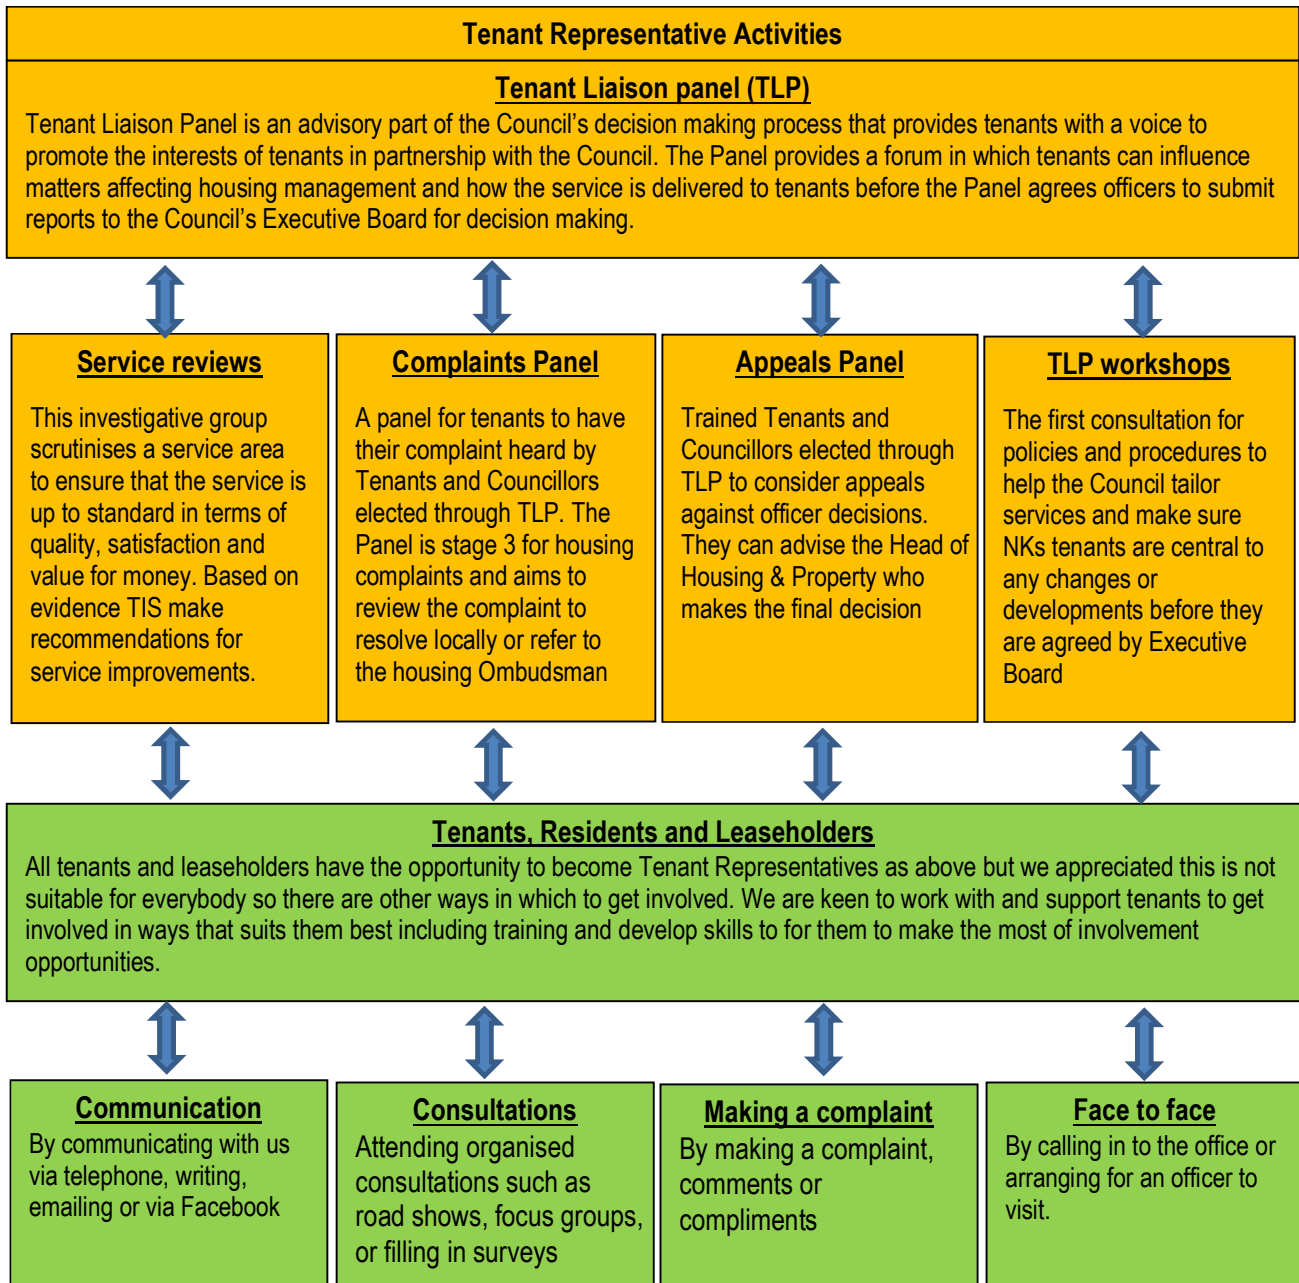 Tenant Representative Activities
Tenant Liaison panel (TLP)
Tenant Liaison Panel is an advisory part of the Council's decision making process that provides tenants with a voice to
promote the interests of tenants in partnership with the Council. The Panel provides a forum in which tenants can influence
matters affecting housing management and how the service is delivered to tenants before the Panel agrees officers to submit
reports to the Council's Executive Board for decision making.
Service reviews
This investigative group
scrutinises a service area
to ensure that the service is
up to standard in terms of
quality, satisfaction and
value for money. Based on
evidence TIS make
recommendations for
service improvements.
Complaints Panel
A panel for tenants to have
their complaint heard by
Tenants and Councillors
elected through TLP. The
Panel is stage 3 for housing
complaints and aims to
review the complaint to
resolve locally or refer to
the housing Ombudsman
Appeals Panel
Trained Tenants and
Councillors elected through
TLP to consider appeals
against officer decisions.
They can advise the Head of
Housing & Property who
makes the final decision
TLP workshops
The first consultation for
policies and procedures to
help the Council tailor
services and make sure
NKs tenants are central to
any changes or
developments before they
are agreed by Executive
Board
Tenants, Residents and Leaseholders
All tenants and leaseholders have the opportunity to become Tenant Representatives as above but we appreciated this is not
suitable for everybody so there are other ways in which to get involved. We are keen to work with and support tenants to get
involved in ways that suits them best including training and develop skills to for them to make the most of involvement
opportunities.
Communication
By communicating with us
via telephone, writing,
emailing or via Facebook
Consultations
Attending organised
consultations such as
road shows, focus groups,
or filling in surveys
Making a complaint
By making a complaint,
comments or
compliments
Face to face
By calling in to the office or
arranging for an officer to
visit.